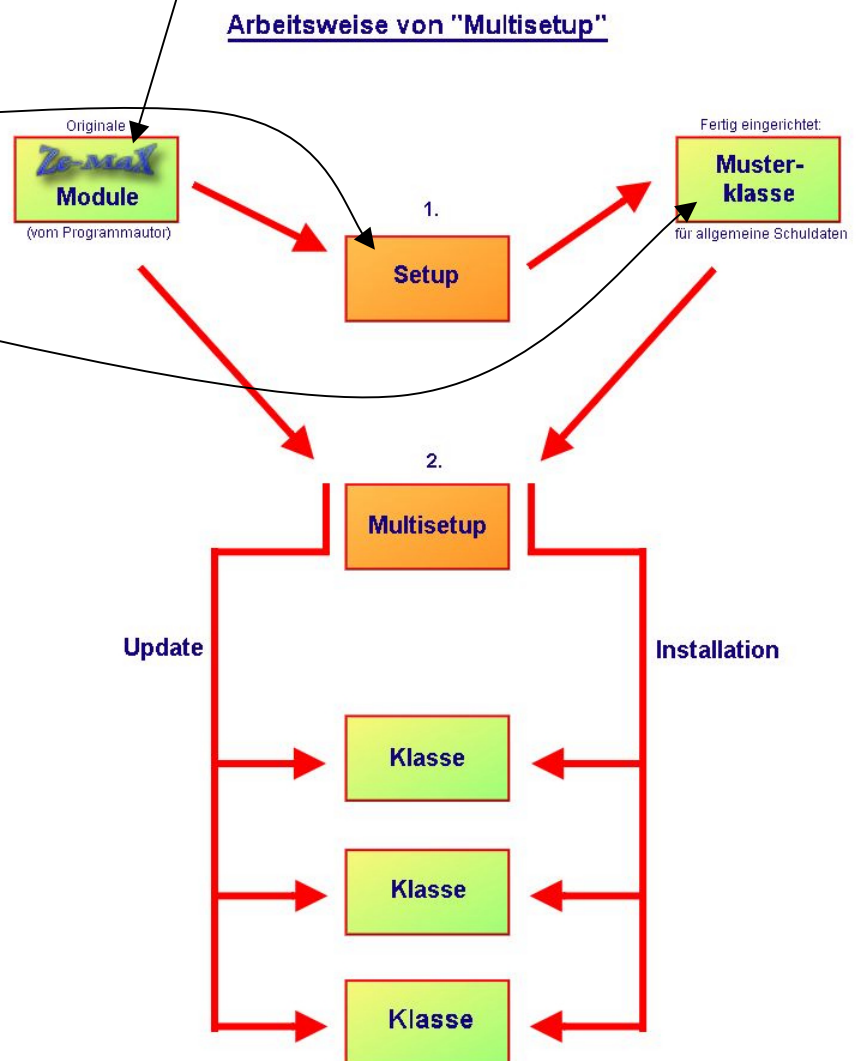 Arbeitsweise von "Multisetup"
Originale
Ze-MaX
Module
(vom Programmautor)
1.
Setup
Fertig eingerichtet:
Muster-
klasse
für allgemeine Schuldaten
2.
Multisetup
Update
Installation
Klasse
Klasse
Klasse